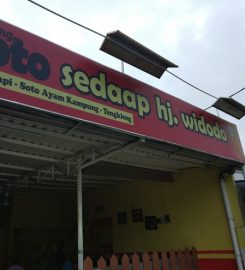 oto sedaap hj. widodo
pi - Soto Ayam Kampung - Tengkleng